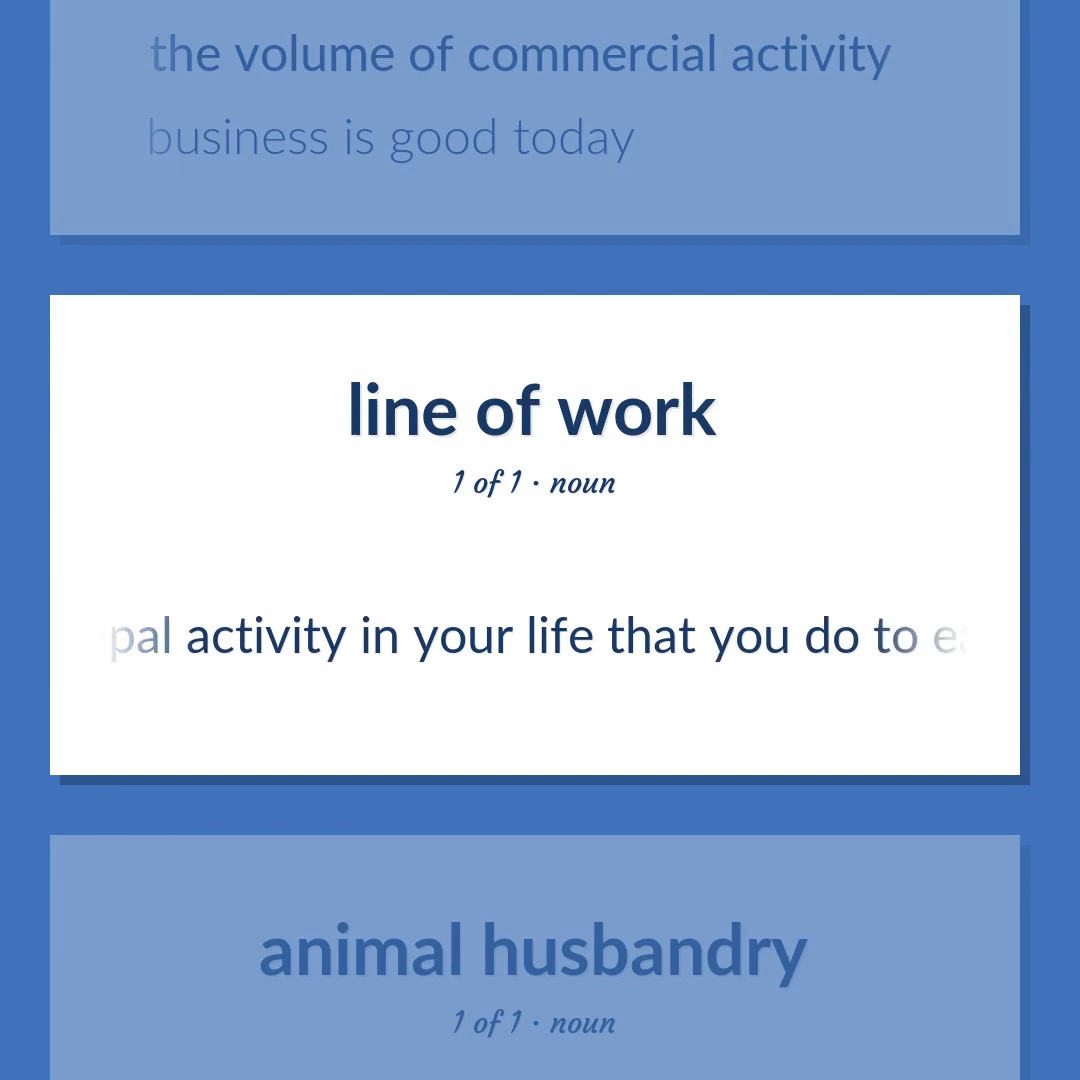 the volume of commercial activity
business is good today
line of work
1 of 1 · noun
activity in your life that you do to
animal husbandry
1 of 1 · noun